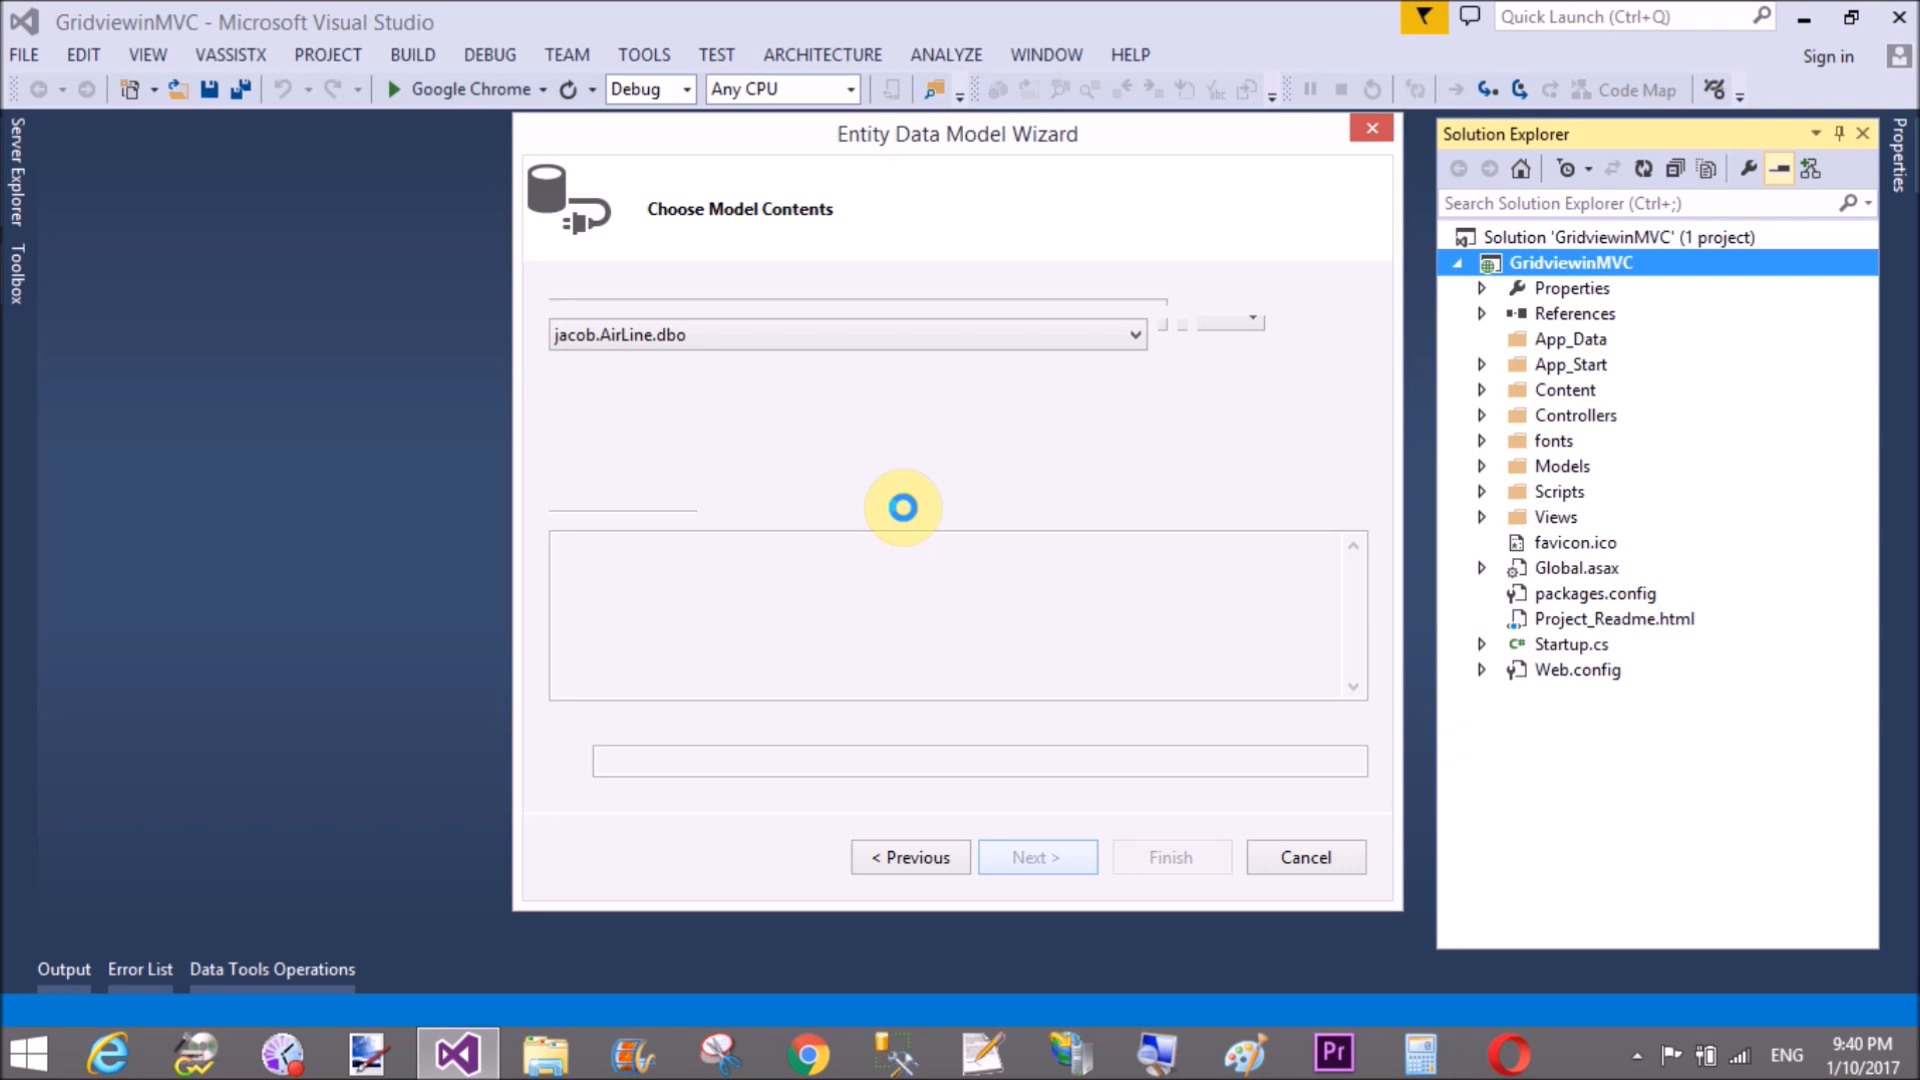 GridviewinMVC - Microsoft Visual Studio
Quick Launch (Ctrl+Q)
FILE EDIT VIEW VASSISTX PROJECT BUILD DEBUG TEAM TOOLS TEST ARCHITECTURE ANALYZE WINDOW HELP
Sign in
Google Chrome
Debug
Any CPU
Code Map
Server Explorer
Toolbox
Entity Data Model Wizard
Choose Model Contents
jacob.AirLine.dbo
< Previous
Next >
Finish
Cancel
Solution Explorer
Search Solution Explorer (Ctrl+;)
Solution 'GridviewinMVC' (1 project)
GridviewinMVC
Properties
References
App_Data
App_Start
Content
Controllers
fonts
Models
Scripts
Views
favicon.ico
Global.asax
packages.config
Project_Readme.html
C# Startup.cs
Web.config
Properties
Output Error List Data Tools Operations
Pr
ENG
9:40 PM
1/10/2017